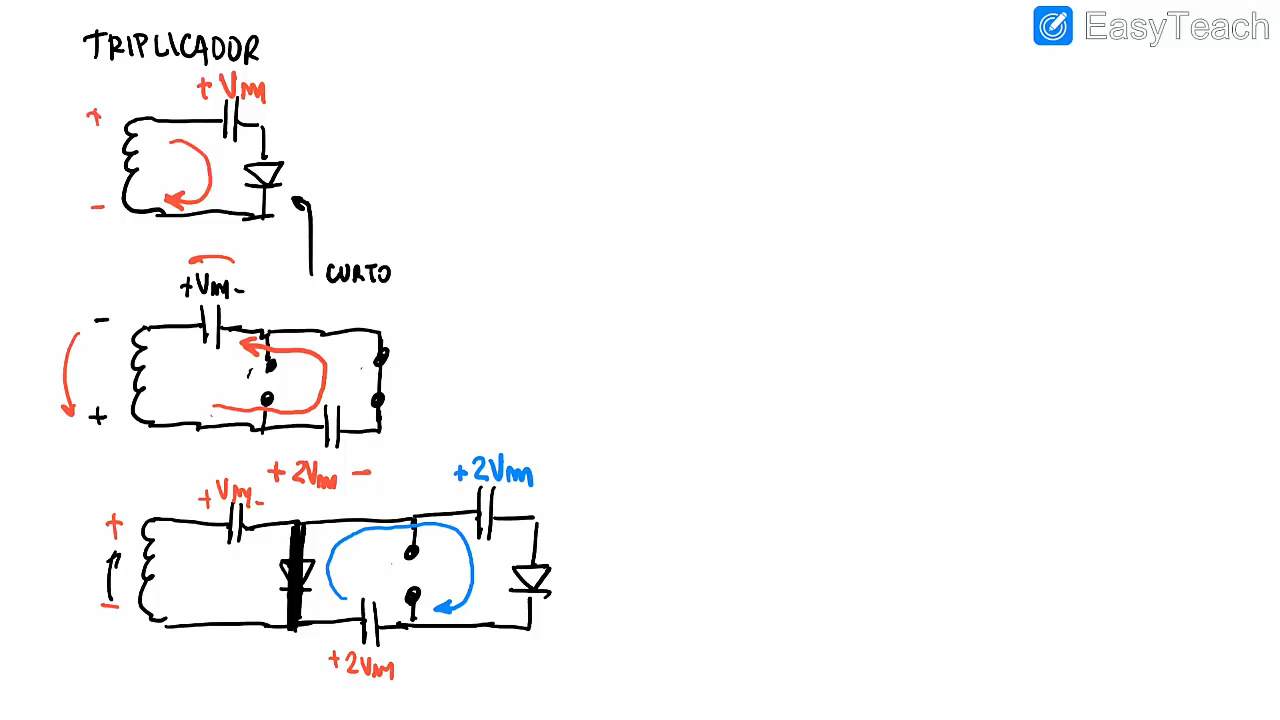 EasyTeach
TRIPLICADOR
+Vm
+
-
CURTO
+Vm-
-
+
+2Vm -
+2Vm
+Vm-
+
-
+2Vm